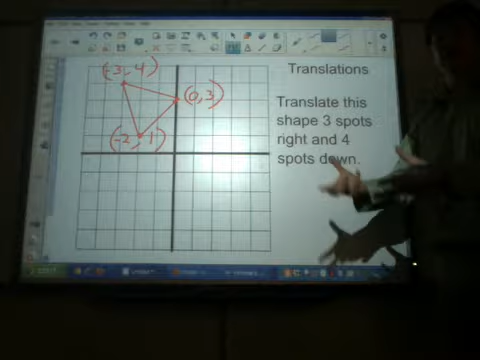 Translations
(-3, 4)
(0, 3)
(-2, 1)
Translate this
shape 3 spots
right and 4
spots down.